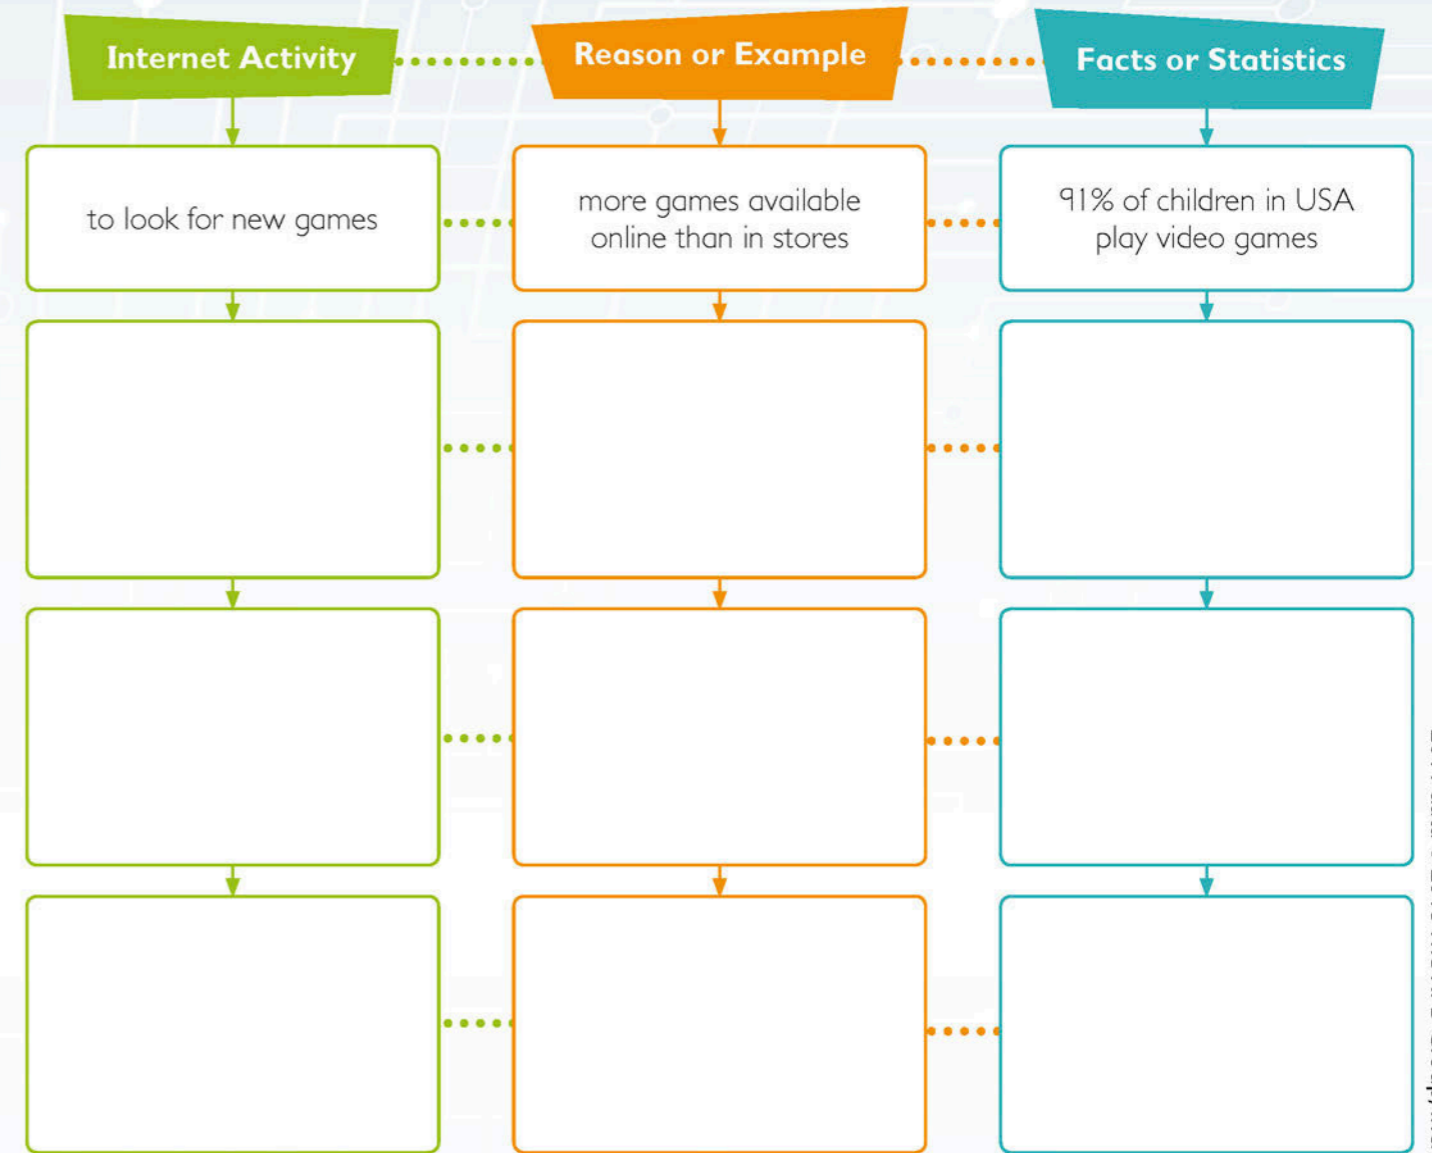 Internet Activity
Reason or Example
Facts or Statistics
to look for new games
more games available
online than in stores
91% of children in USA
play video games